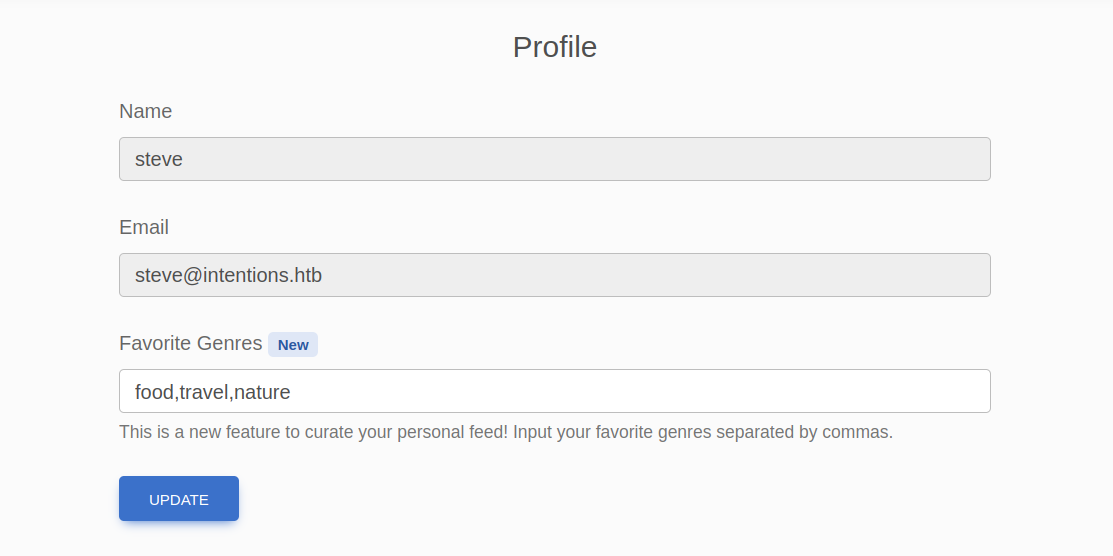 Profile
Name
steve
Email
steve@intentions.htb
Favorite Genres New
food,travel,nature
This is a new feature to curate your personal feed! Input your favorite genres separated by commas.
UPDATE